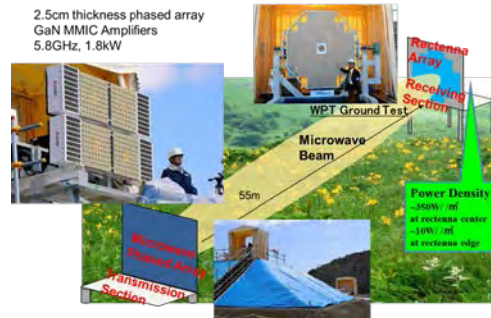 2.5cm thickness phased array
GaN MMIC Amplifiers
5.8GHz, 1.8kW
Rectenna
Array
Receiving
Section
WPT Ground Test
Microwave
Beam
55m
Power Density
~350W/㎡
at rectenna center
~10W/㎡
at rectenna edge
Microwave
Phased Array
Transmission
Section